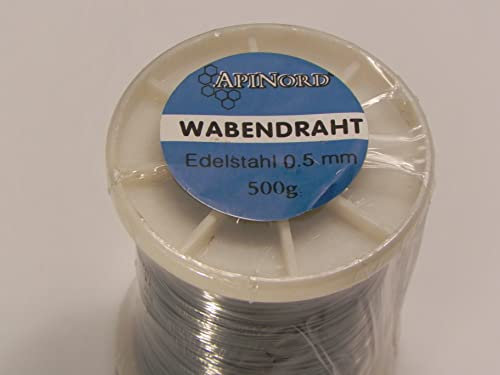 APINORD
WABENDRAHT
Edelstahl 0.5 mm
500g.